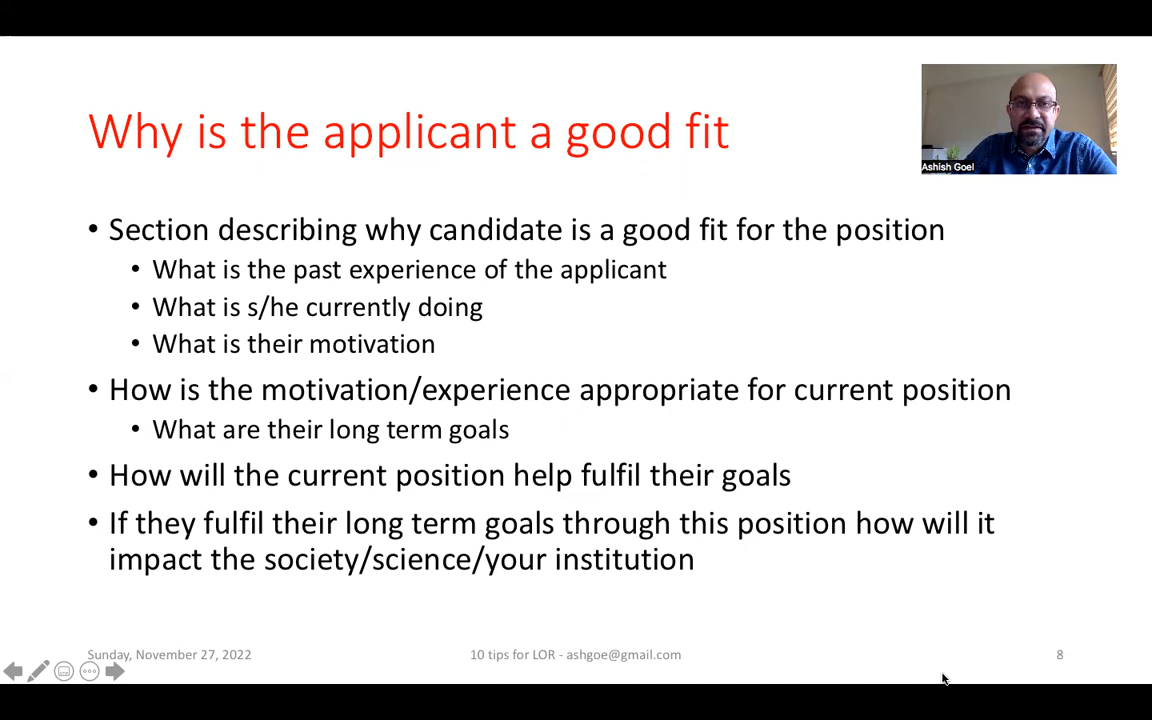 Why is the applicant a good fit
Ashish Goel
• Section describing why candidate is a good fit for the position
• What is the past experience of the applicant
• What is s/he currently doing
• What is their motivation
• How is the motivation/experience appropriate for current position
• What are their long term goals
• How will the current position help fulfil their goals
• If they fulfil their long term goals through this position how will it
impact the society/science/your institution
Sunday, November 27, 2022
10 tips for LOR - ashgoe@gmail.com
8